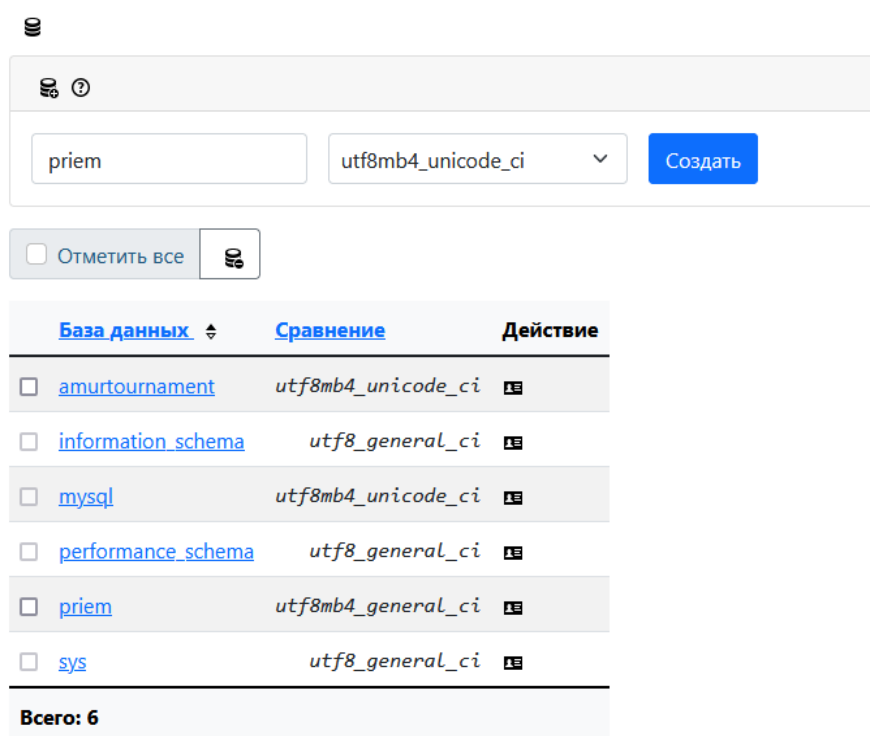 priem utf8mb4_unicode_ci Создать
Отметить все
База данных Сравнение Действие
amurtournament utf8mb4_unicode_ci
information_schema utf8_general_ci
mysql utf8mb4_unicode_ci
performance_schema utf8_general_ci
priem utf8mb4_general_ci
sys utf8_general_ci
Всего: 6